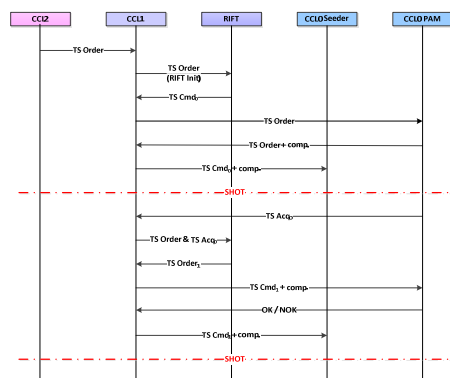 CCL2 CCL1 RIFT CCL0 Seeder CCL0 PAM
TS Order
TS Order
(RIFT Init)
TS Cmd₀
TS Order
TS Order + comp.
TS Cmd₀ + comp.
SHOT
TS Acq₀
TS Order & TS Acq₀
TS Order₁
TS Cmd₁ + comp.
OK / NOK
TS Cmd₁ + comp.
SHOT